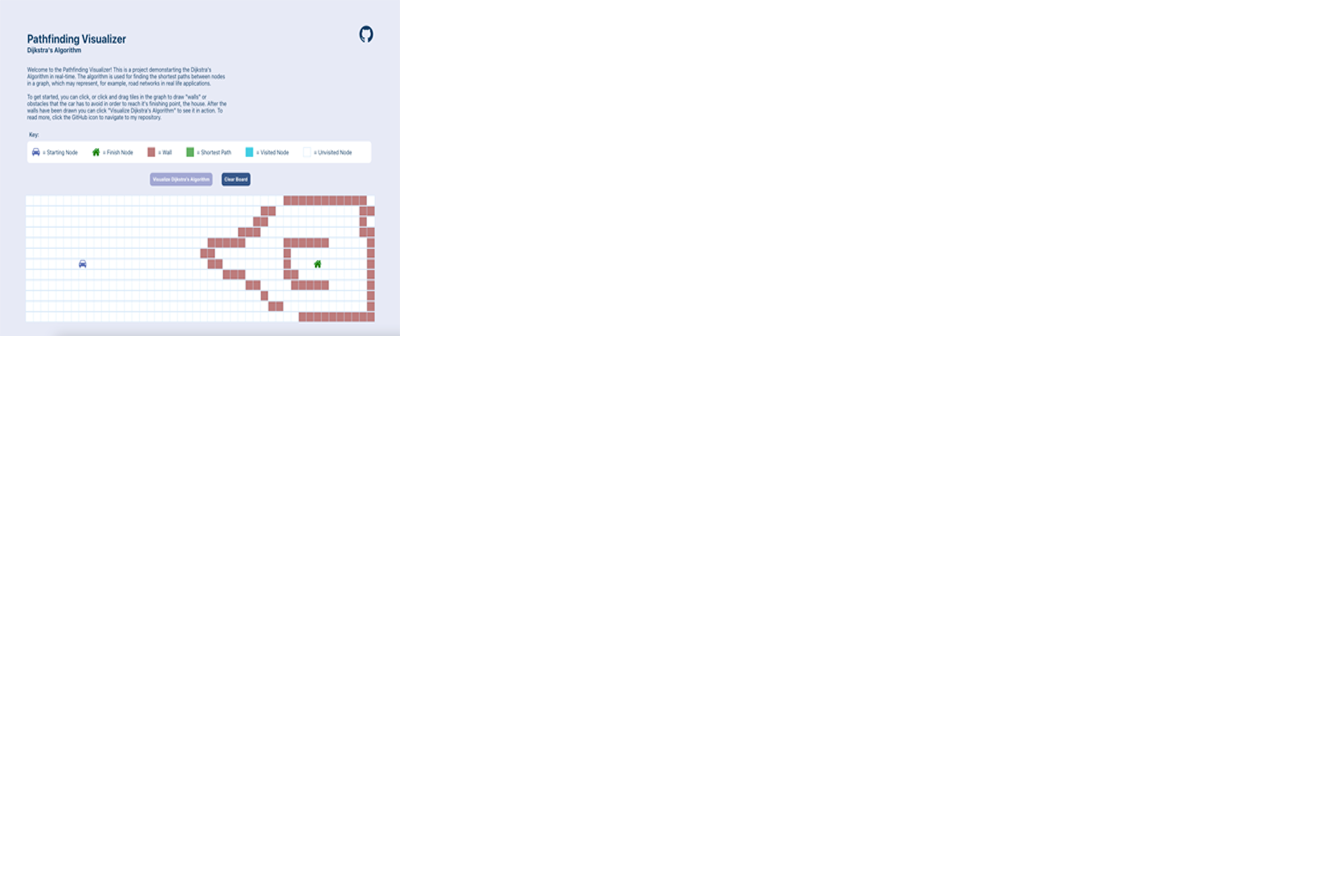 Pathfinding Visualizer
Dijkstra's Algorithm
Welcome to the Pathfinding Visualizer! This is a project demonstarting the Dijkstra's
Algorithm in real-time. The algorithm is used for finding the shortest paths between nodes
in a graph, which may represent, for example, road networks in real life applications.
To get started, you can click, or click and drag tiles in the graph to draw "walls" or
obstacles that the car has to avoid in order to reach it's finishing point, the house. After the
walls have been drawn you can click "Visualize Dijkstra's Algorithm" to see it in action. To
read more, click the GitHub icon to navigate to my repository.
Key:
= Starting Node = Finish Node = Wall = Shortest Path = Visited Node = Unvisited Node
Visualize Dijkstra's Algorithm Clear Board